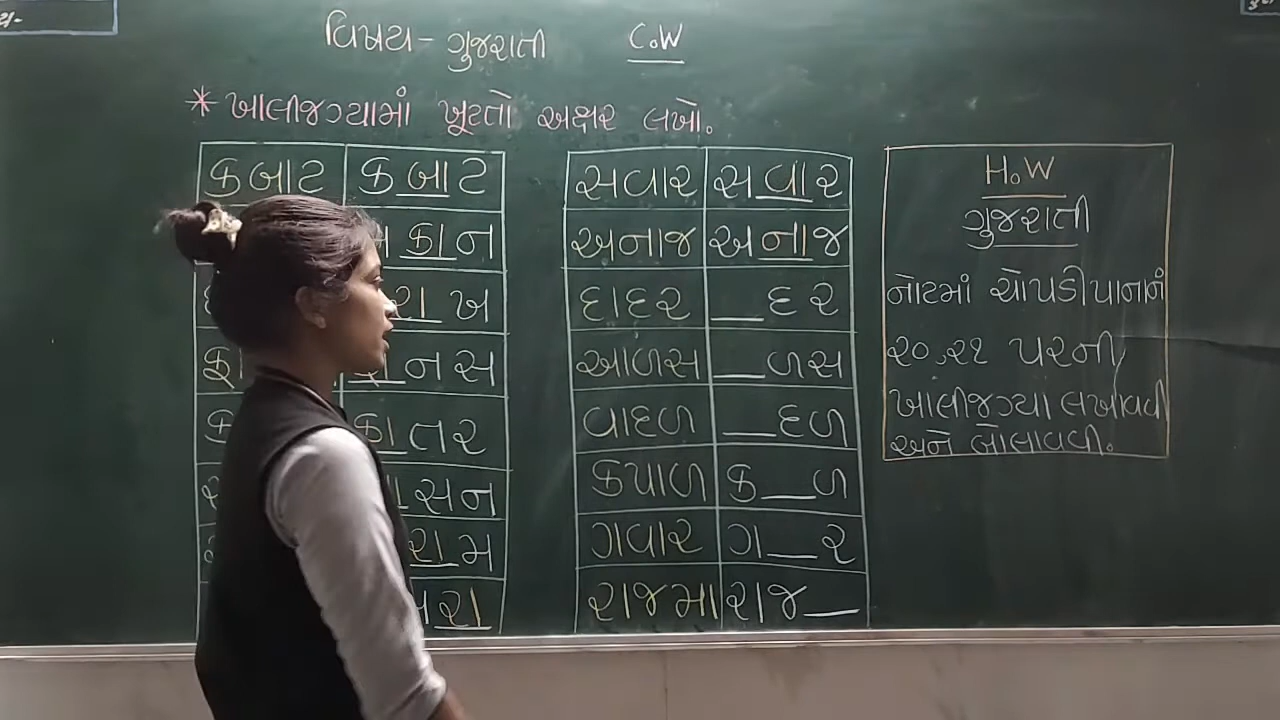 વિષય - ગુજરાતી C.W
* ખાલીજગ્યામાં ખૂટતો અક્ષર લખો.
કબાટ કબાટ
કાન
રા ખ
નસ
કાતર
સન
રામ
રા
સવાર સવાર
અનાજ અનાજ
દાદર __દર
આળસ __ળસ
વાદળ __દળ
કપાળ ક__ળ
ગવાર ગ__ર
રાજમા રાજ__
H.W
ગુજરાતી
નોટમાં ચોપડી પાનાનં
૨૦,૨૧ પરની
ખાલીજગ્યા લખાવવી
અને બોલાવવી.